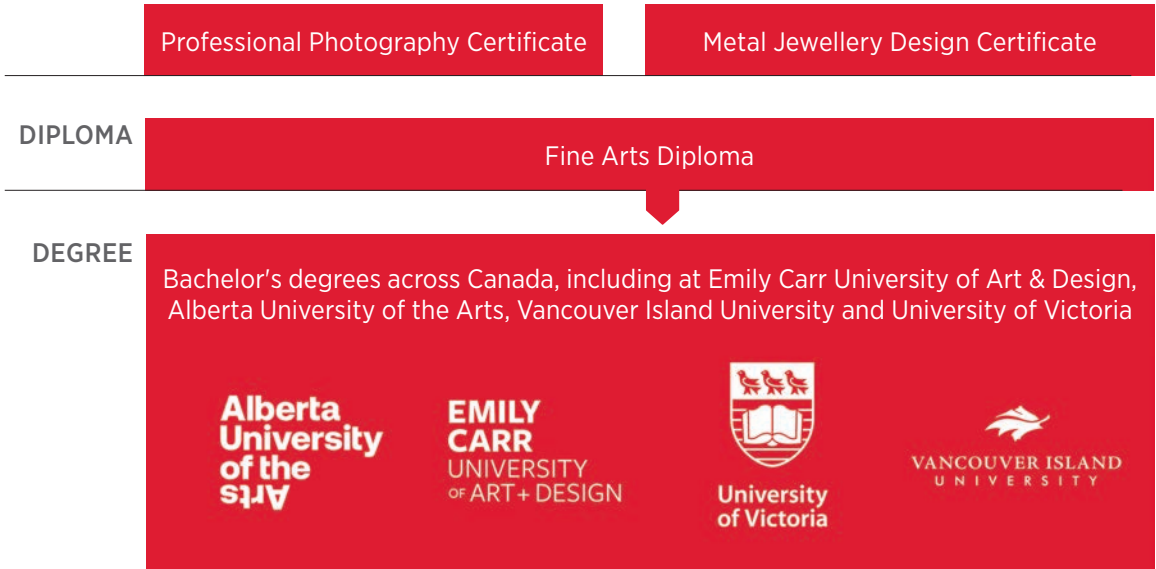 Professional Photography Certificate
Metal Jewellery Design Certificate
DIPLOMA
Fine Arts Diploma
DEGREE
Bachelor's degrees across Canada, including at Emily Carr University of Art & Design,
Alberta University of the Arts, Vancouver Island University and University of Victoria
Alberta
University
of the
Arts
EMILY
CARR
UNIVERSITY
OF ART + DESIGN
University
of Victoria
VANCOUVER ISLAND
UNIVERSITY